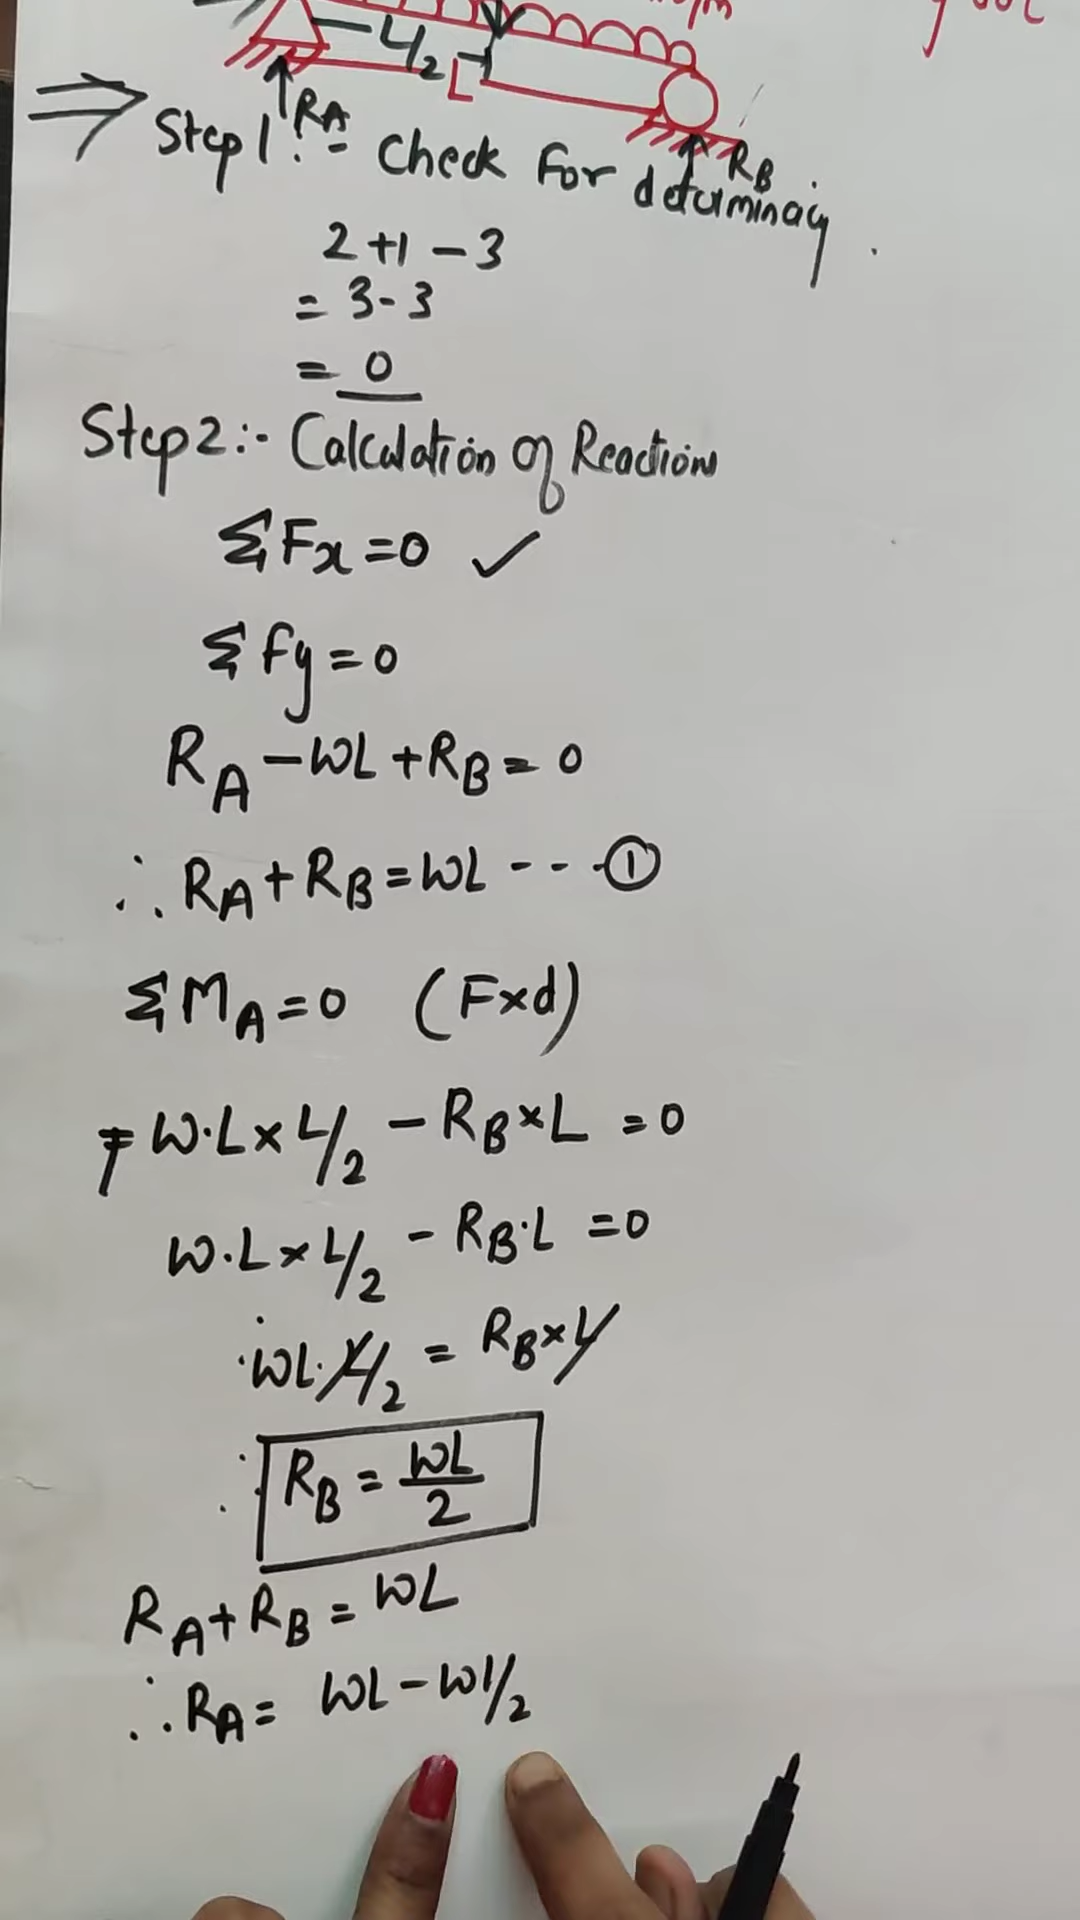 L/2
L
RA
RB
Step 1 :- Check For determinacy.
2+1-3
= 3-3
= 0
Step 2 :- Calculation of Reactions
ΣFx = 0 ✓
ΣFy = 0
RA - WL + RB = 0
∴ RA + RB = WL --- ①
ΣMA = 0 (F×d)
W.L × L/2 - RB × L = 0
W.L × L/2 - RB.L = 0
∴ WL.L/2 = RB × L
∴ RB = WL/2
RA + RB = WL
∴ RA = WL - Wl/2